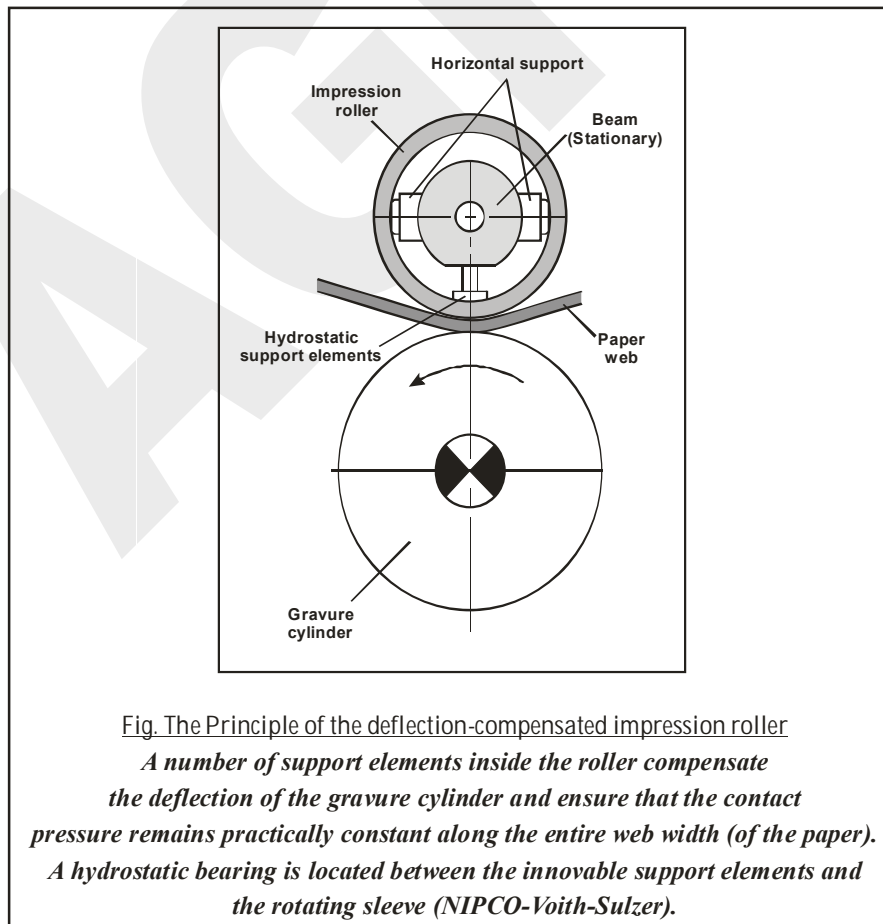 Horizontal support
Impression
roller
Beam
(Stationary)
Hydrostatic
support elements
Paper
web
Gravure
cylinder
Fig. The Principle of the deflection-compensated impression roller
A number of support elements inside the roller compensate
the deflection of the gravure cylinder and ensure that the contact
pressure remains practically constant along the entire web width (of the paper).
A hydrostatic bearing is located between the innovable support elements and
the rotating sleeve (NIPCO-Voith-Sulzer).